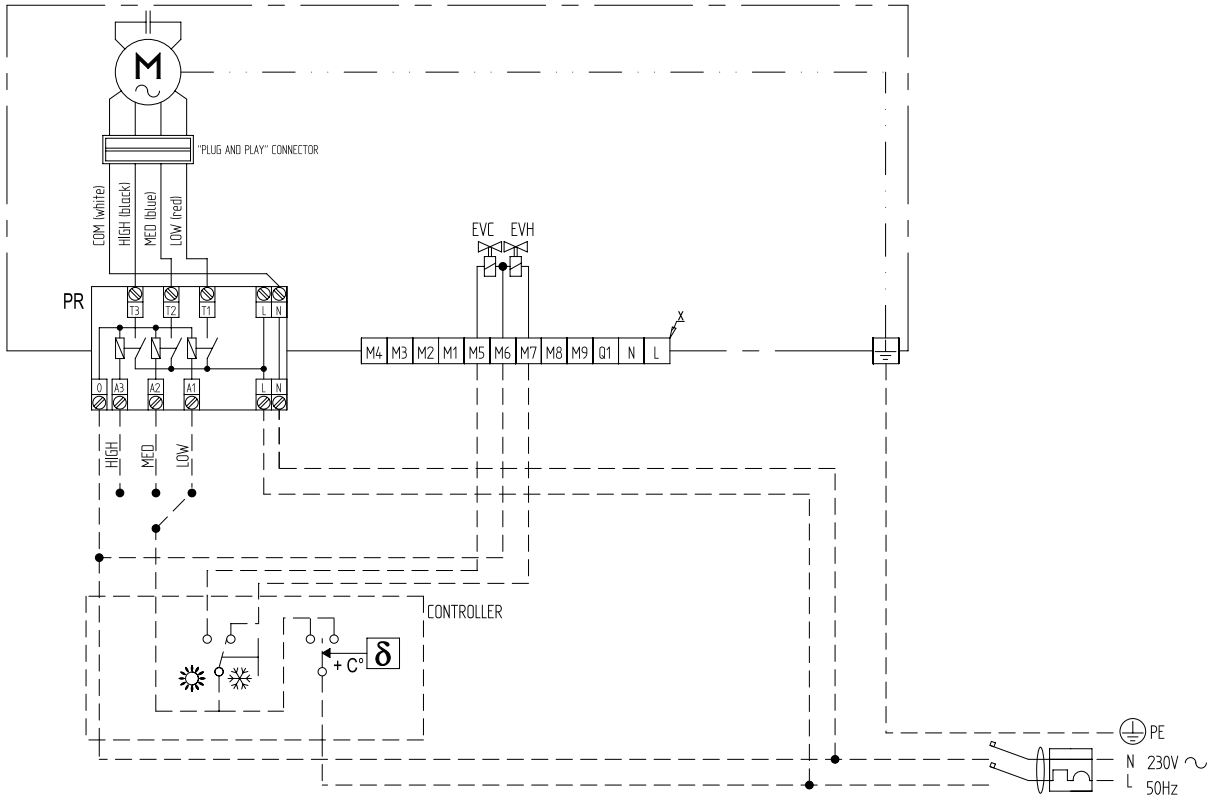 M
"PLUG AND PLAY" CONNECTOR
COM (white)
HIGH (black)
MED (blue)
LOW (red)
EVC EVH
PR
T3 T2 T1 L N
X
M4 M3 M2 M1 M5 M6 M7 M8 M9 Q1 N L
0 A3 A2 A1 L N
HIGH
MED
LOW
CONTROLLER
+ C°
δ
PE
N 230V
L 50Hz